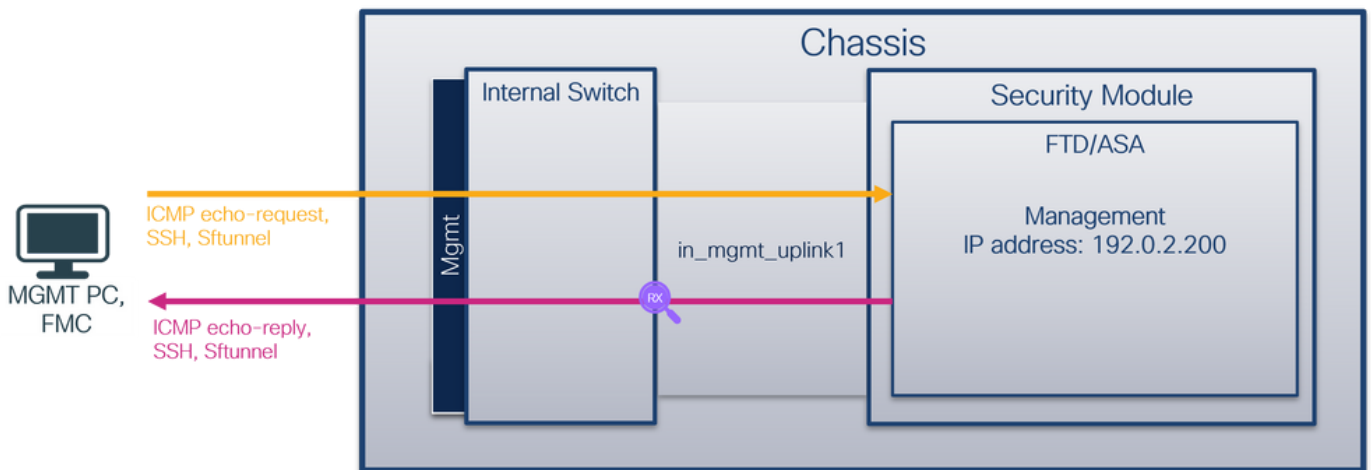 Chassis
Internal Switch
Security Module
FTD/ASA
Management
IP address: 192.0.2.200
Mgmt
in_mgmt_uplink1
ICMP echo-request,
SSH, Sftunnel
RX
MGMT PC,
FMC
ICMP echo-reply,
SSH, Sftunnel